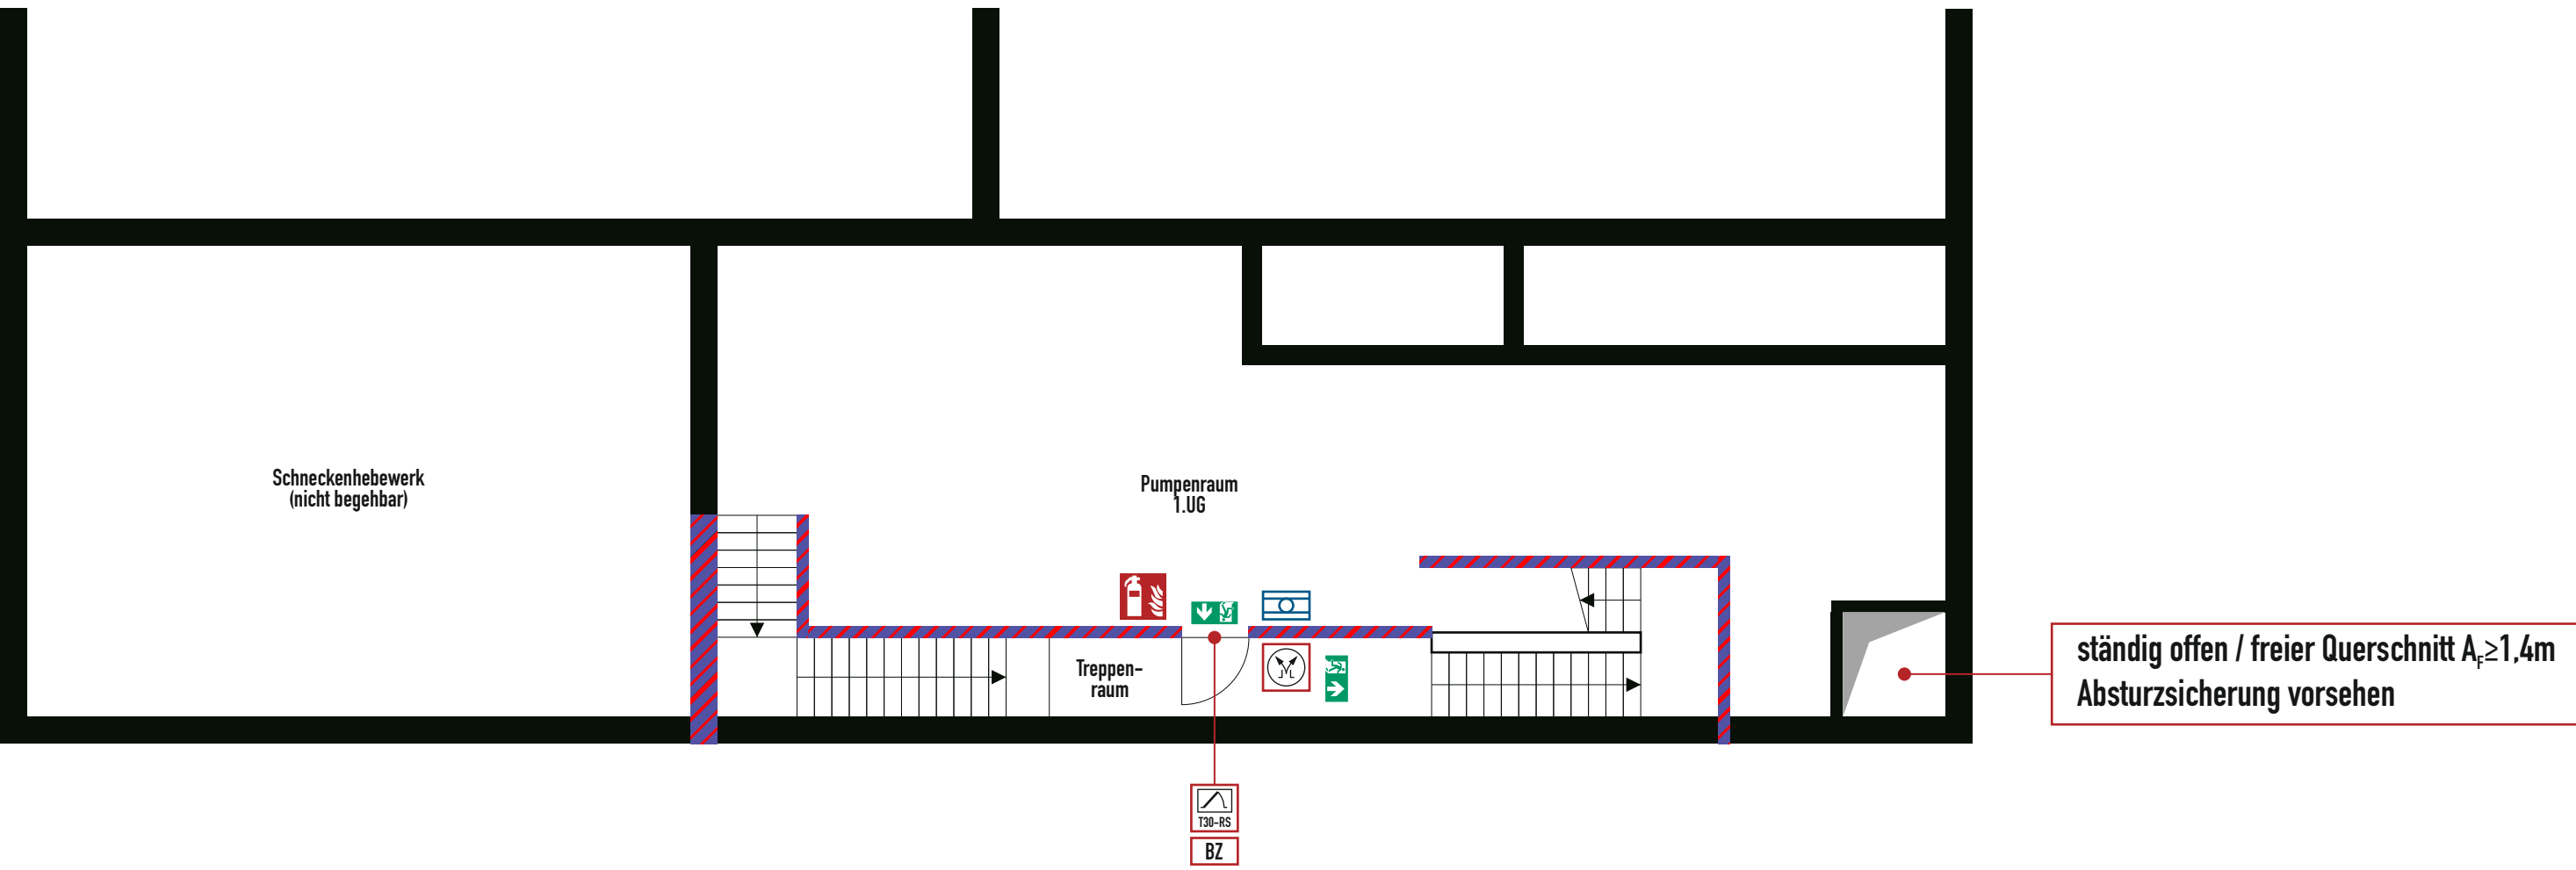 Schneckenhebewerk
(nicht begehbar)
Pumpenraum
1.UG
Treppen-
raum
ständig offen / freier Querschnitt AF≥1,4m
Absturzsicherung vorsehen
T30-RS
BZ